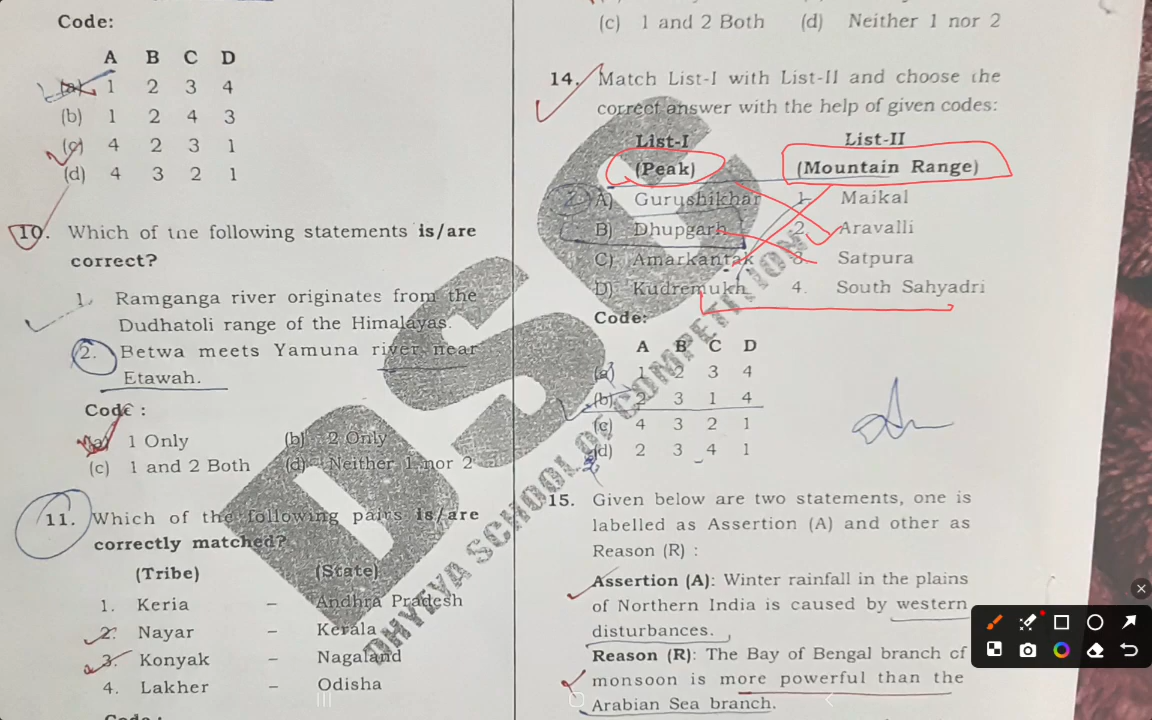 Code:
A B C D
(a) 1 2 3 4
(b) 1 2 4 3
(c) 4 2 3 1
(d) 4 3 2 1
10. Which of the following statements is/are
correct?
1. Ramganga river originates from the
Dudhatoli range of the Himalayas.
2. Betwa meets Yamuna river near
Etawah.
Code :
(a) 1 Only (b) 2 Only
(c) 1 and 2 Both (d) Neither 1 nor 2
11. Which of the following pairs is/are
correctly matched?
(Tribe) (State)
1. Keria – Andhra Pradesh
2. Nayar – Kerala
3. Konyak – Nagaland
4. Lakher – Odisha
(c) 1 and 2 Both (d) Neither 1 nor 2
14. Match List-I with List-II and choose the
correct answer with the help of given codes:
List-I List-II
(Peak) (Mountain Range)
A) Gurushikhar 1. Maikal
B) Dhupgarh 2. Aravalli
C) Amarkantak 3. Satpura
D) Kudremukh 4. South Sahyadri
Code:
A B C D
(a) 1 2 3 4
(b) 2 3 1 4
(c) 4 3 2 1
(d) 2 3 4 1
15. Given below are two statements, one is
labelled as Assertion (A) and other as
Reason (R) :
Assertion (A): Winter rainfall in the plains
of Northern India is caused by western
disturbances.
Reason (R): The Bay of Bengal branch of
monsoon is more powerful than the
Arabian Sea branch.
DSC
DHYEYA SCHOOL OF COMPETITION